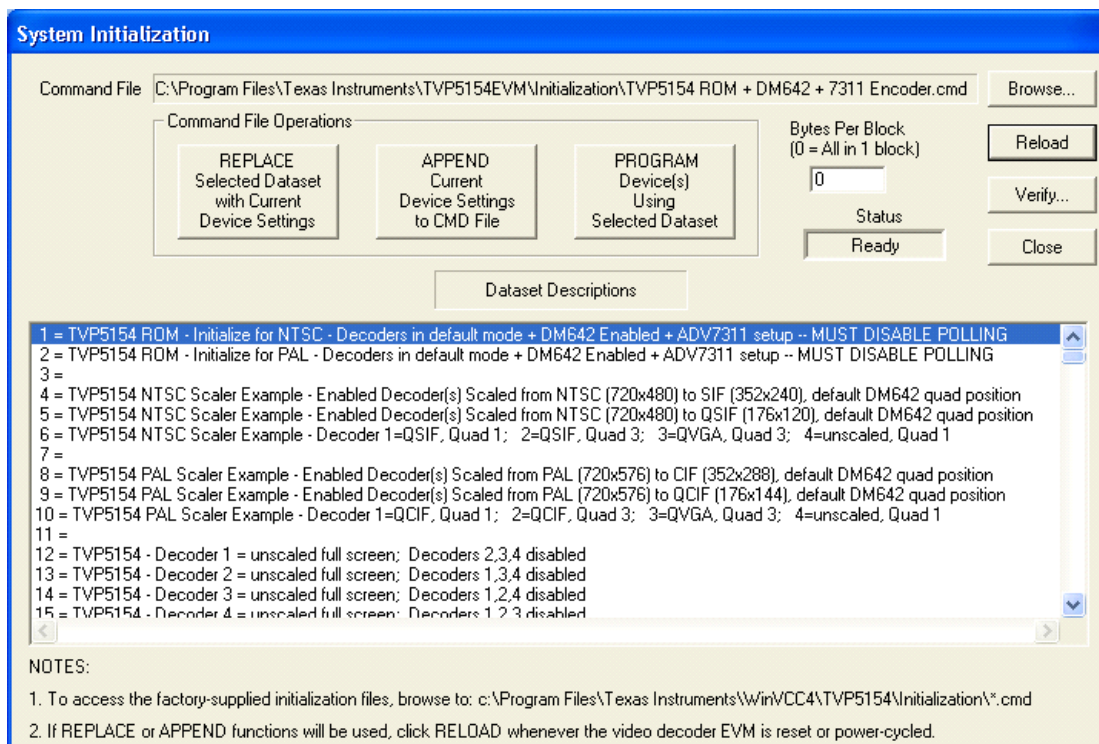 System Initialization
Command File C:\Program Files\Texas Instruments\TVP5154EVM\Initialization\TVP5154 ROM + DM642 + 7311 Encoder.cmd Browse...
Command File Operations
REPLACE
Selected Dataset
with Current
Device Settings
APPEND
Current
Device Settings
to CMD File
PROGRAM
Device(s)
Using
Selected Dataset
Bytes Per Block
(0 = All in 1 block)
0
Status
Ready
Reload
Verify...
Close
Dataset Descriptions
1 = TVP5154 ROM - Initialize for NTSC - Decoders in default mode + DM642 Enabled + ADV7311 setup -- MUST DISABLE POLLING
2 = TVP5154 ROM - Initialize for PAL - Decoders in default mode + DM642 Enabled + ADV7311 setup -- MUST DISABLE POLLING
3 =
4 = TVP5154 NTSC Scaler Example - Enabled Decoder(s) Scaled from NTSC (720x480) to SIF (352x240), default DM642 quad position
5 = TVP5154 NTSC Scaler Example - Enabled Decoder(s) Scaled from NTSC (720x480) to QSIF (176x120), default DM642 quad position
6 = TVP5154 NTSC Scaler Example - Decoder 1=QSIF, Quad 1; 2=QSIF, Quad 3; 3=QVGA, Quad 3; 4=unscaled, Quad 1
7 =
8 = TVP5154 PAL Scaler Example - Enabled Decoder(s) Scaled from PAL (720x576) to CIF (352x288), default DM642 quad position
9 = TVP5154 PAL Scaler Example - Enabled Decoder(s) Scaled from PAL (720x576) to QCIF (176x144), default DM642 quad position
10 = TVP5154 PAL Scaler Example - Decoder 1=QCIF, Quad 1; 2=QCIF, Quad 3; 3=QVGA, Quad 3; 4=unscaled, Quad 1
11 =
12 = TVP5154 - Decoder 1 = unscaled full screen; Decoders 2,3,4 disabled
13 = TVP5154 - Decoder 2 = unscaled full screen; Decoders 1,3,4 disabled
14 = TVP5154 - Decoder 3 = unscaled full screen; Decoders 1,2,4 disabled
15 = TVP5154 - Decoder 4 = unscaled full screen; Decoders 1,2,3 disabled
NOTES:
1. To access the factory-supplied initialization files, browse to: c:\Program Files\Texas Instruments\WinVCC4\TVP5154\Initialization\*.cmd
2. If REPLACE or APPEND functions will be used, click RELOAD whenever the video decoder EVM is reset or power-cycled.